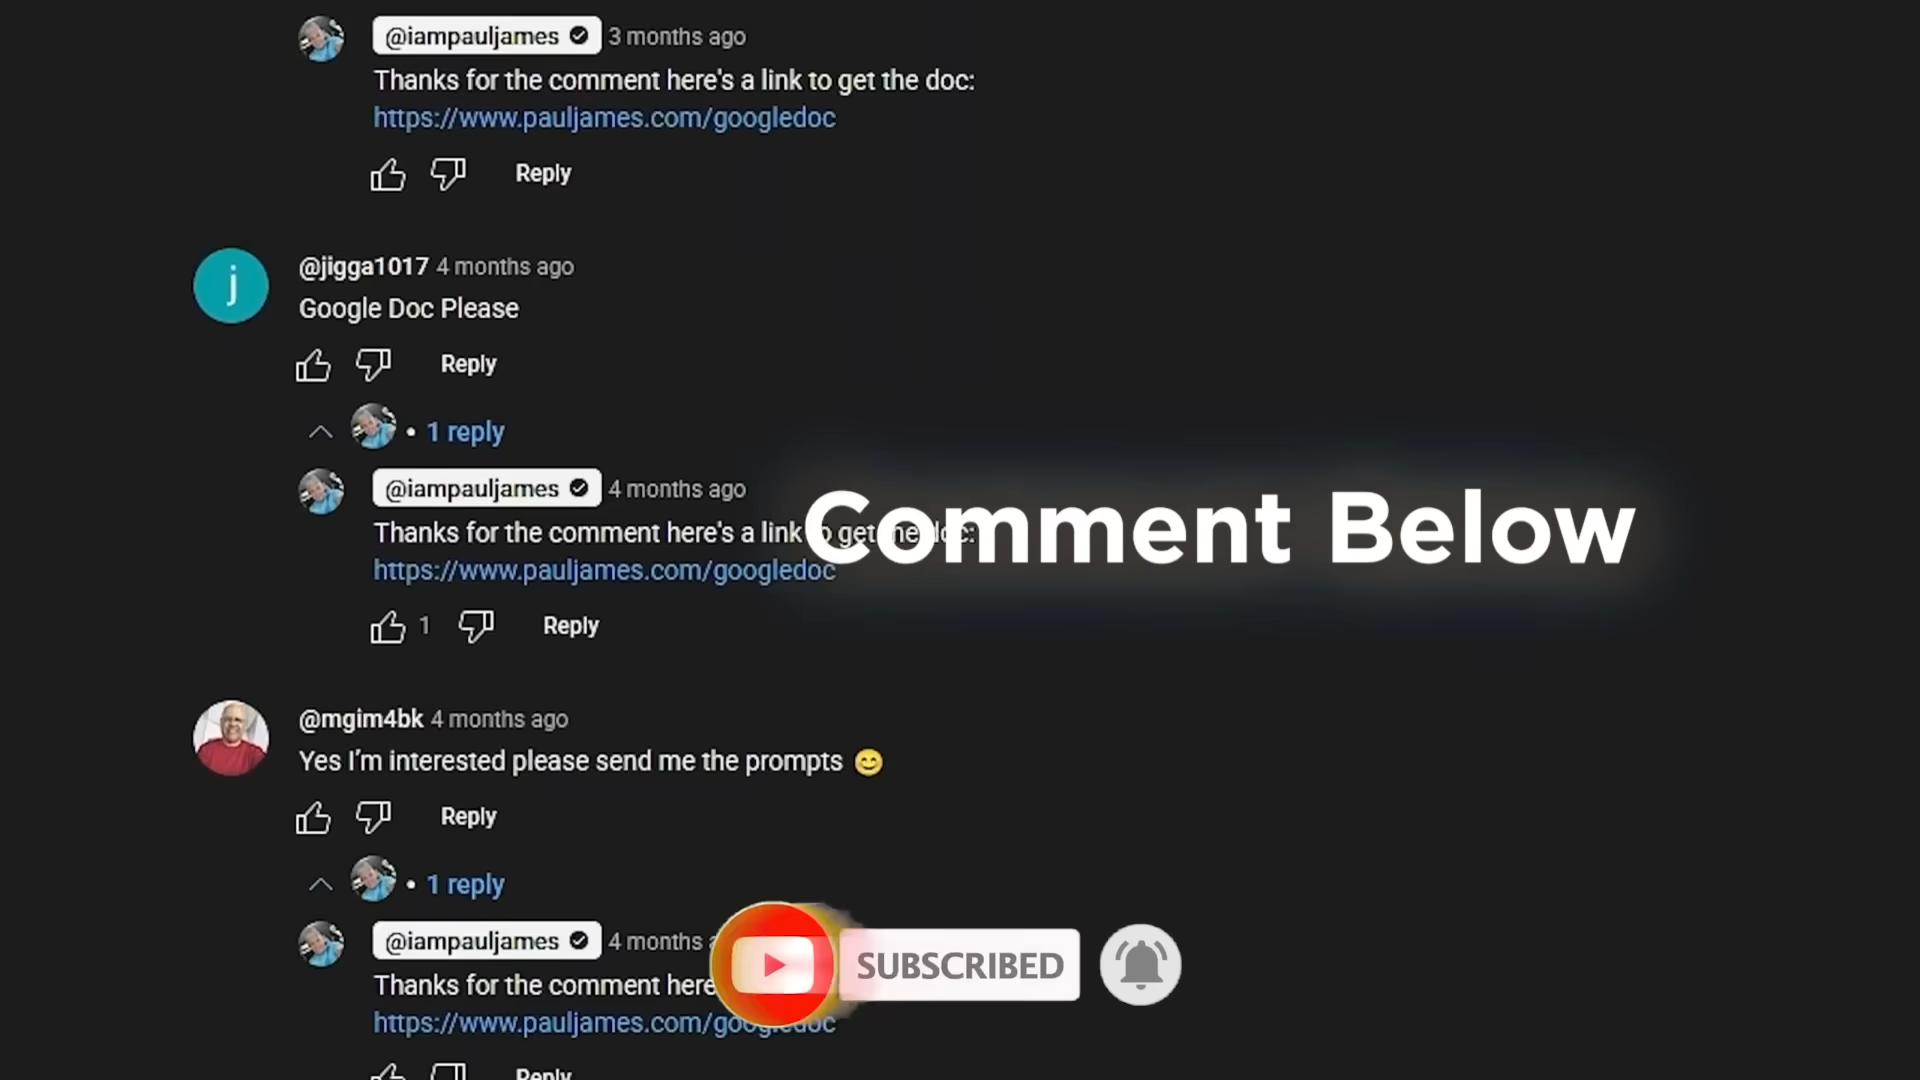 @iampauljames 3 months ago
Thanks for the comment here's a link to get the doc:
https://www.pauljames.com/googledoc
Reply
j
@jigga1017 4 months ago
Google Doc Please
Reply
1 reply
@iampauljames 4 months ago
Thanks for the comment here's a link
Comment Below
https://www.pauljames.com/googledoc
1 Reply
@mgim4bk 4 months ago
Yes I’m interested please send me the prompts 😊
Reply
1 reply
@iampauljames 4 months
Thanks for the comment here
SUBSCRIBED
https://www.pauljames.com/googledoc
Reply